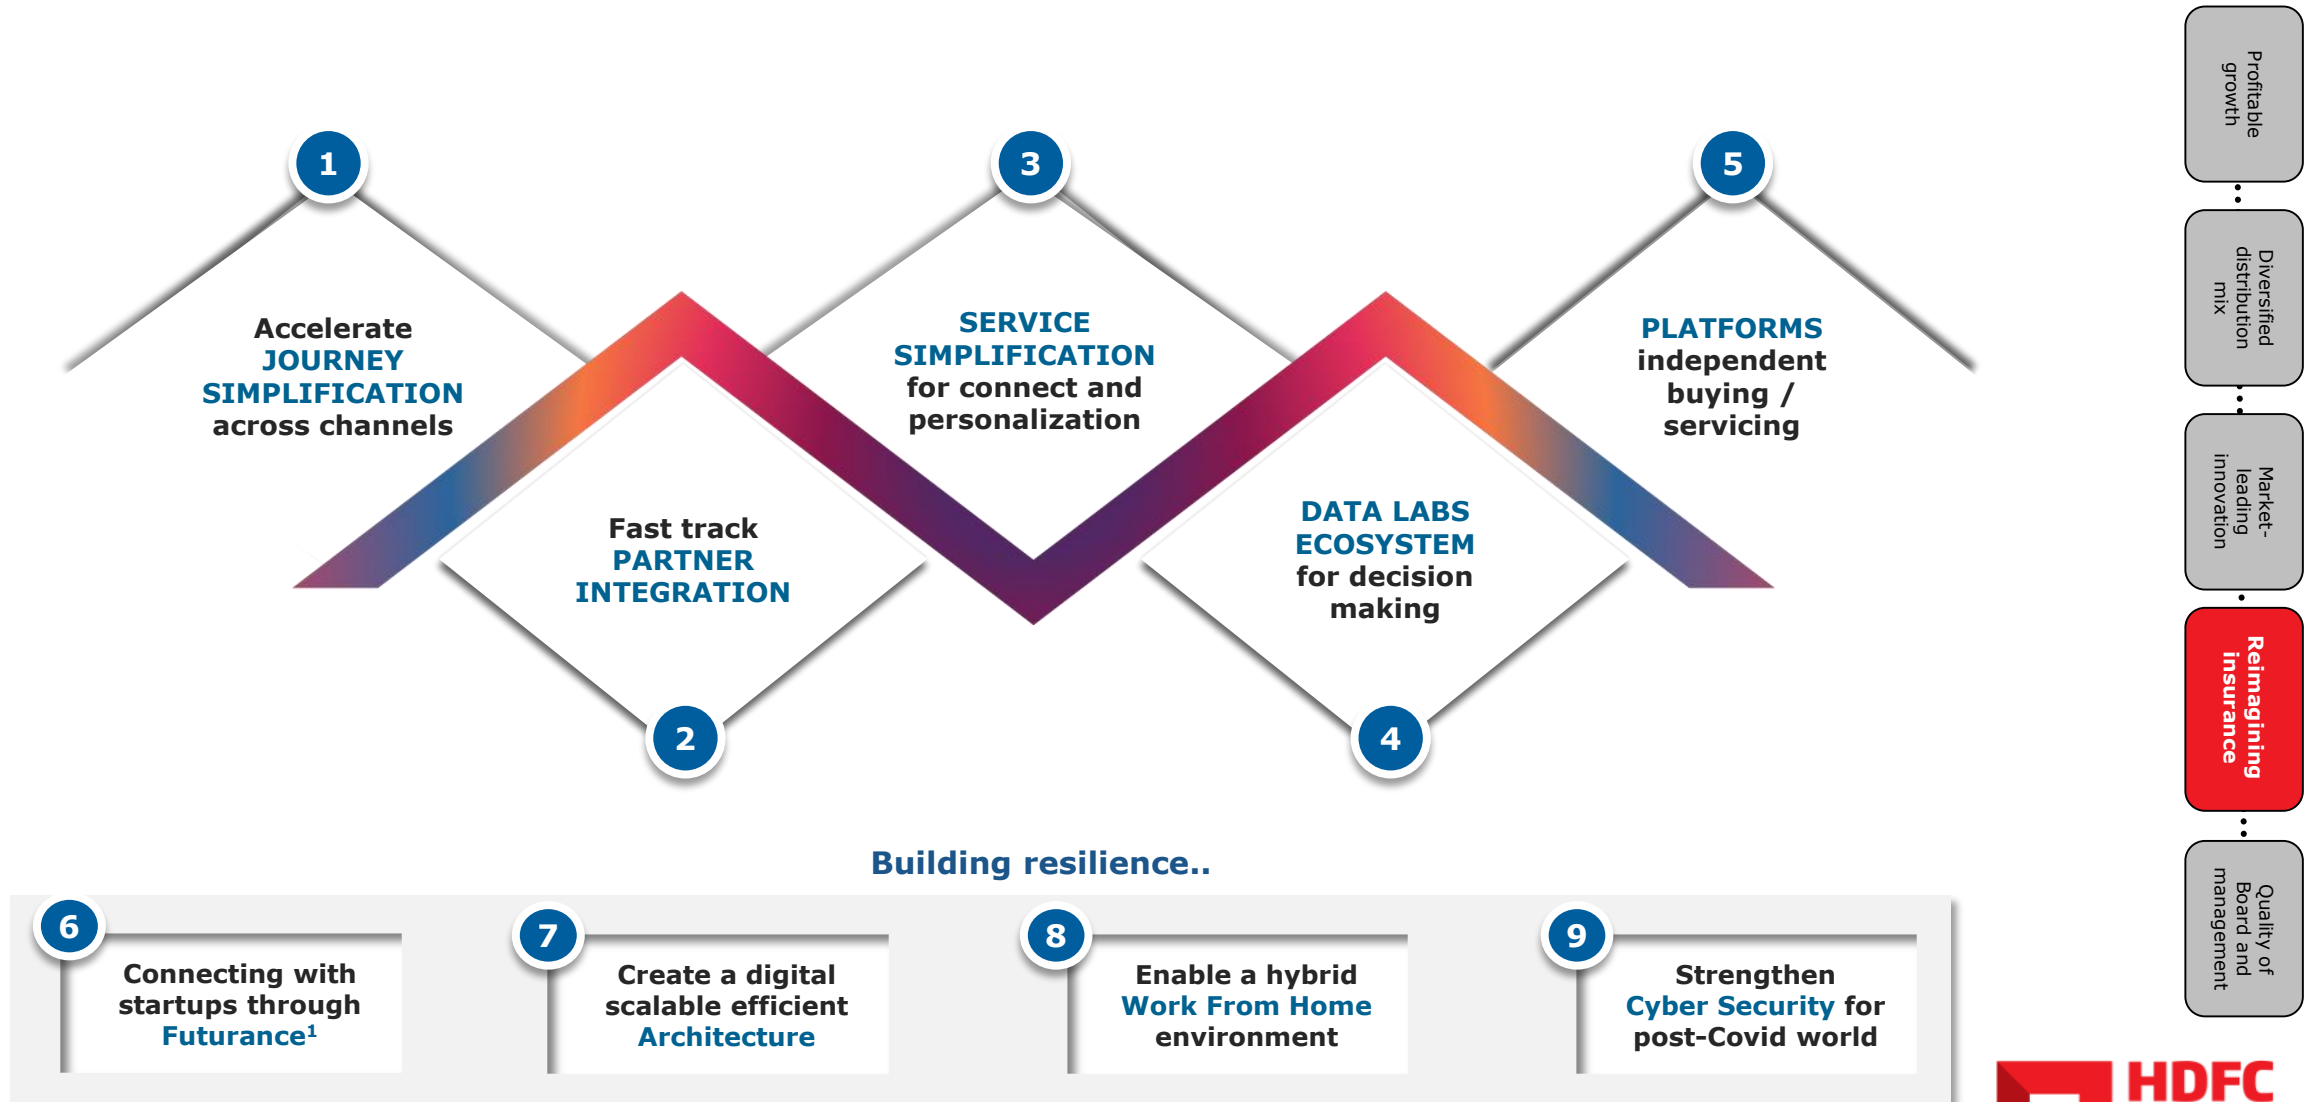 1
Accelerate
JOURNEY
SIMPLIFICATION
across channels
2
Fast track
PARTNER
INTEGRATION
3
SERVICE
SIMPLIFICATION
for connect and
personalization
4
DATA LABS
ECOSYSTEM
for decision
making
5
PLATFORMS
independent
buying /
servicing
Building resilience..
6
Connecting with
startups through
Futurance¹
7
Create a digital
scalable efficient
Architecture
8
Enable a hybrid
Work From Home
environment
9
Strengthen
Cyber Security for
post-Covid world
Profitable
growth
Diversified
distribution
mix
Market-
leading
innovation
Reimagining
insurance
Quality of
Board and
management
HDFC